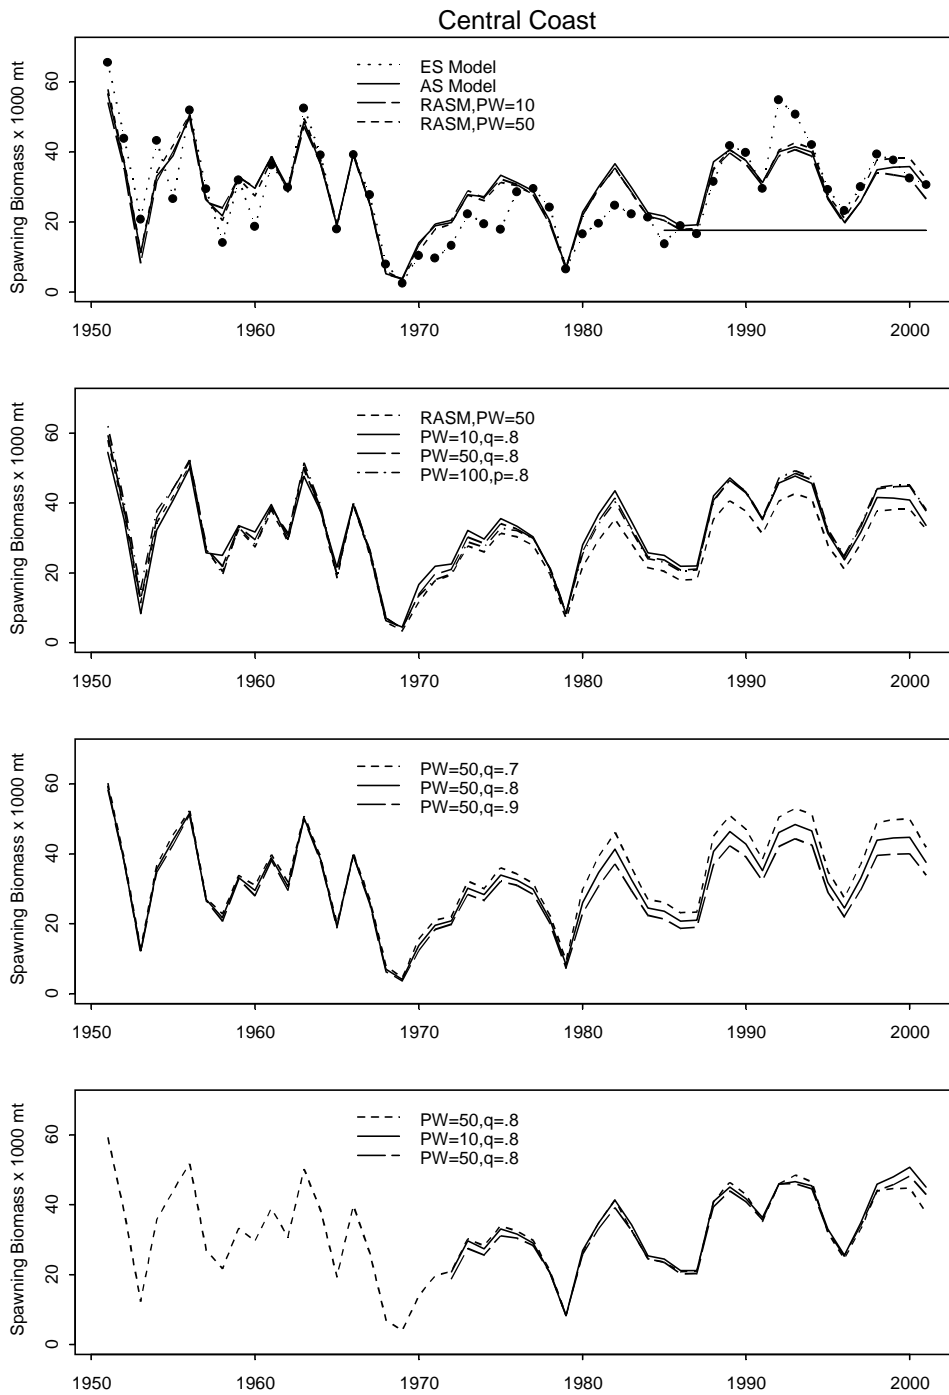 Central Coast
Spawning Biomass x 1000 mt
60
40
20
0
ES Model
AS Model
RASM,PW=10
RASM,PW=50
1950 1960 1970 1980 1990 2000
Spawning Biomass x 1000 mt
60
40
20
0
RASM,PW=50
PW=10,q=.8
PW=50,q=.8
PW=100,p=.8
1950 1960 1970 1980 1990 2000
Spawning Biomass x 1000 mt
60
40
20
0
PW=50,q=.7
PW=50,q=.8
PW=50,q=.9
1950 1960 1970 1980 1990 2000
Spawning Biomass x 1000 mt
60
40
20
0
PW=50,q=.8
PW=10,q=.8
PW=50,q=.8
1950 1960 1970 1980 1990 2000